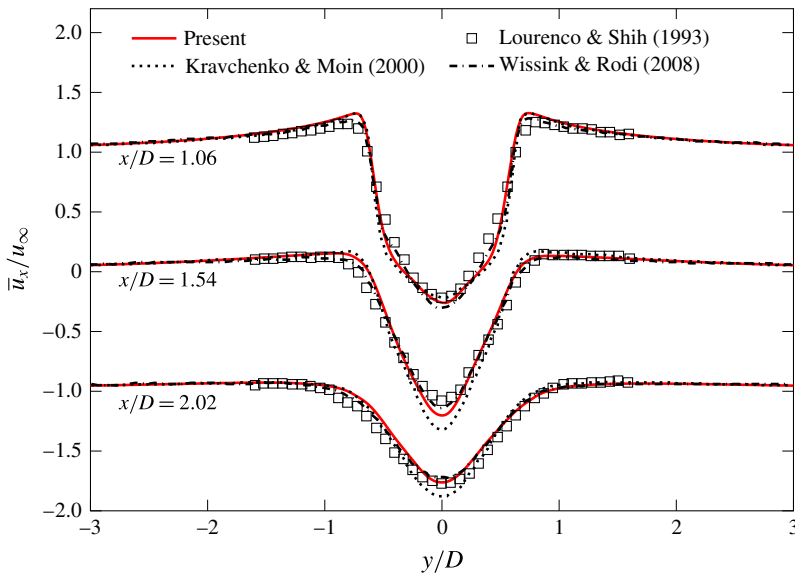 Present
Lourenco & Shih (1993)
Kravchenko & Moin (2000)
Wissink & Rodi (2008)
2.0
1.5
1.0
0.5
0
−0.5
−1.0
−1.5
−2.0
x/D = 1.06
x/D = 1.54
x/D = 2.02
u̅ₓ/u∞
−3
−2
−1
0
1
2
3
y/D